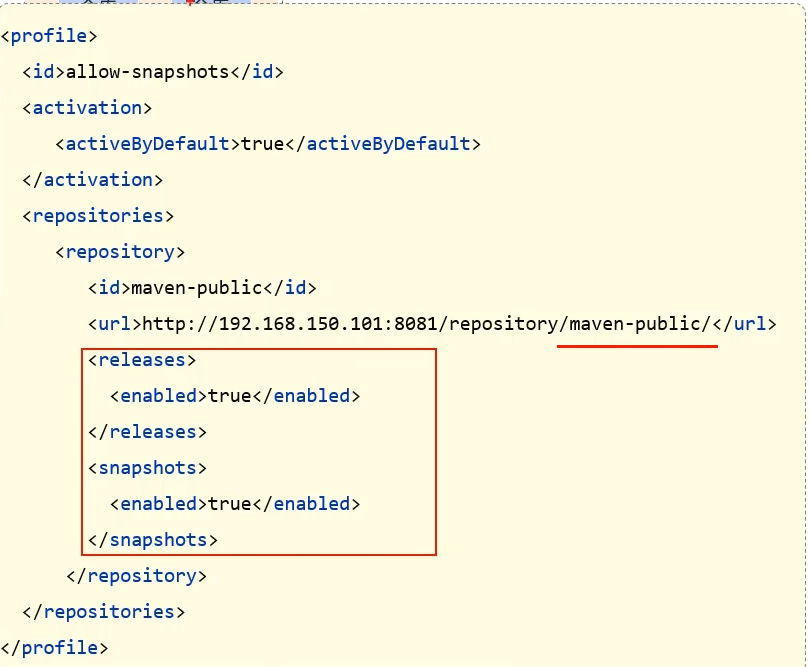 <profile>
<id>allow-snapshots</id>
<activation>
<activeByDefault>true</activeByDefault>
</activation>
<repositories>
<repository>
<id>maven-public</id>
<url>http://192.168.150.101:8081/repository/maven-public/</url>
<releases>
<enabled>true</enabled>
</releases>
<snapshots>
<enabled>true</enabled>
</snapshots>
</repository>
</repositories>
</profile>